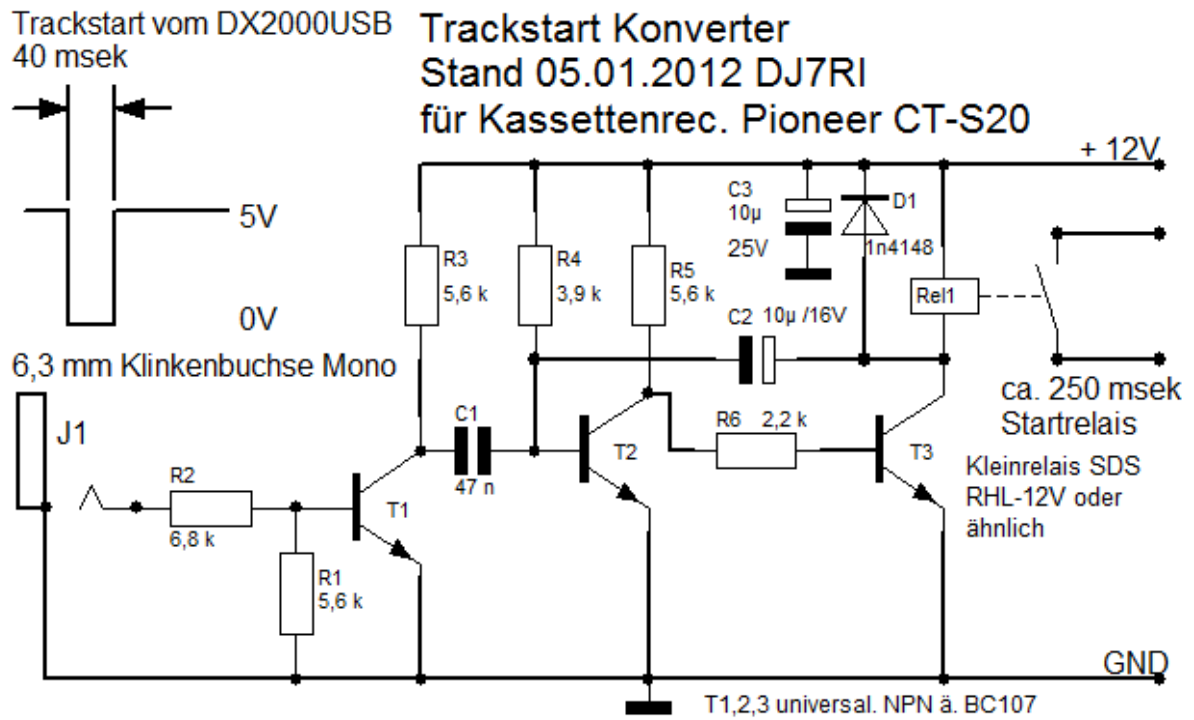 Trackstart vom DX2000USB
40 msek
Trackstart Konverter
Stand 05.01.2012 DJ7RI
für Kassettenrec. Pioneer CT-S20
+ 12V
5V
0V
R3
5,6 k
R4
3,9 k
R5
5,6 k
C3
10µ
25V
D1
1n4148
Rel1
C2 10µ /16V
6,3 mm Klinkenbuchse Mono
J1
R2
6,8 k
R1
5,6 k
T1
C1
47 n
T2
R6 2,2 k
T3
ca. 250 msek
Startrelais
Kleinrelais SDS
RHL-12V oder
ähnlich
GND
T1,2,3 universal. NPN ä. BC107